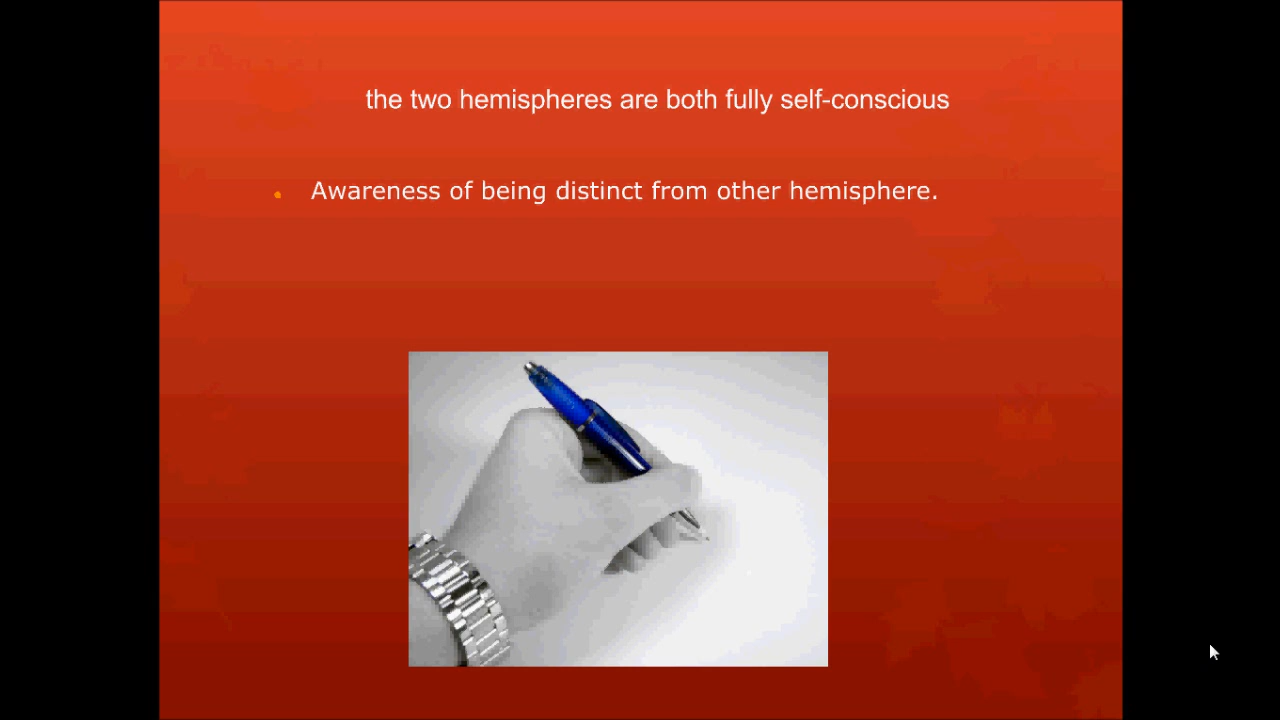 the two hemispheres are both fully self-conscious
Awareness of being distinct from other hemisphere.